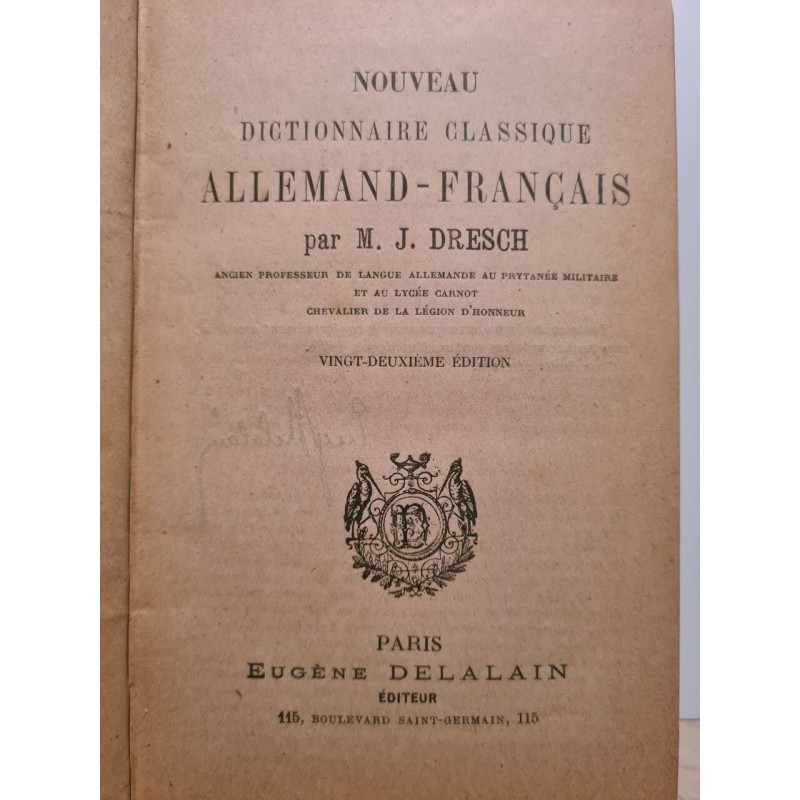 NOUVEAU
DICTIONNAIRE CLASSIQUE
ALLEMAND-FRANÇAIS
par M. J. DRESCH
ANCIEN PROFESSEUR DE LANGUE ALLEMANDE AU PRYTANÉE MILITAIRE
ET AU LYCÉE CARNOT
CHEVALIER DE LA LÉGION D'HONNEUR
VINGT-DEUXIÈME ÉDITION
D
PARIS
EUGÈNE DELALAIN
ÉDITEUR
115, BOULEVARD SAINT-GERMAIN, 115